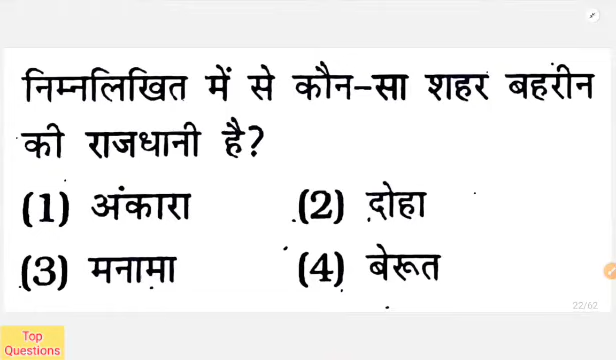 निम्नलिखित में से कौन-सा शहर बहरीन
की राजधानी है?
(1) अंकारा (2) दोहा
(3) मनामा (4) बेरूत
22/62
Top
Questions